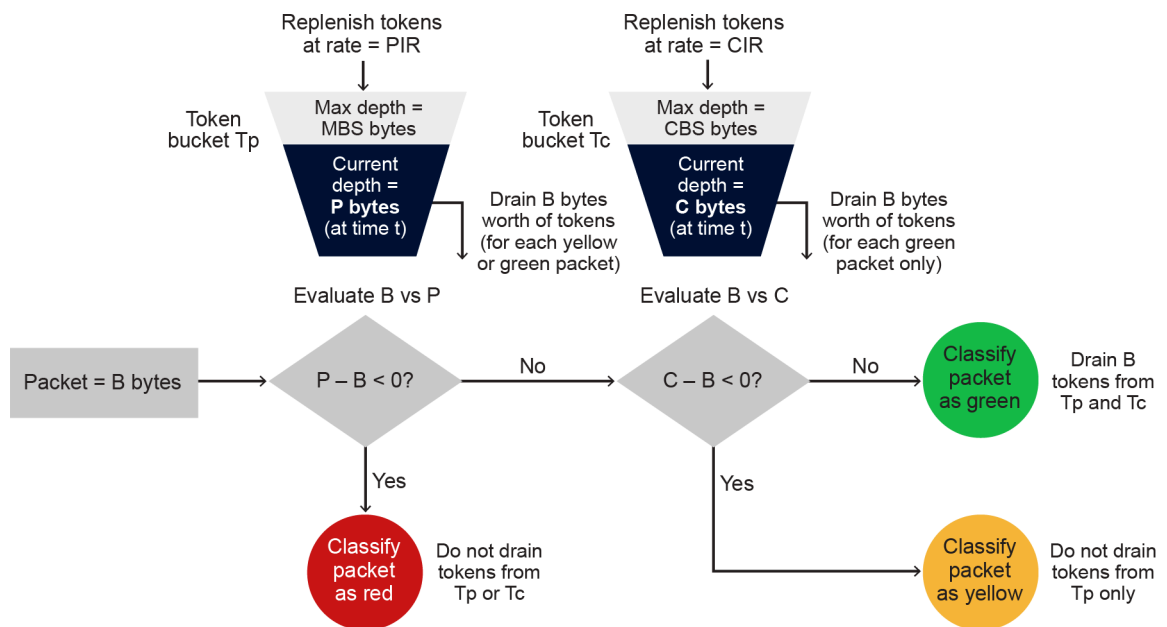 Replenish tokens
at rate = PIR
Replenish tokens
at rate = CIR
Token
bucket Tp
Max depth =
MBS bytes
Current
depth =
P bytes
(at time t)
Drain B bytes
worth of tokens
(for each yellow
or green packet)
Token
bucket Tc
Max depth =
CBS bytes
Current
depth =
C bytes
(at time t)
Drain B bytes
worth of tokens
(for each green
packet only)
Evaluate B vs P
Evaluate B vs C
Packet = B bytes
P – B < 0?
No
C – B < 0?
No
Classify
packet
as green
Drain B
tokens from
Tp and Tc
Yes
Yes
Classify
packet
as red
Do not drain
tokens from
Tp or Tc
Classify
packet
as yellow
Do not drain
tokens from
Tp only